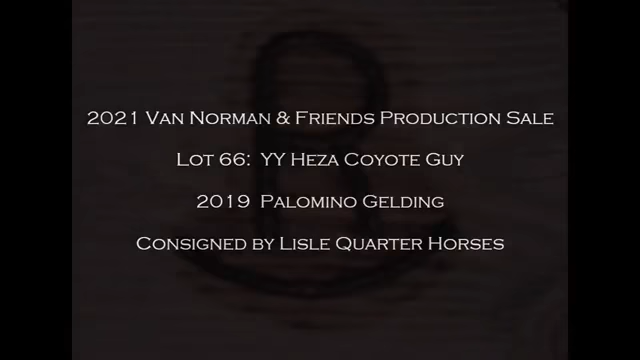 2021 Van Norman & Friends Production Sale
Lot 66: YY Heza Coyote Guy
2019 Palomino Gelding
Consigned by Lisle Quarter Horses